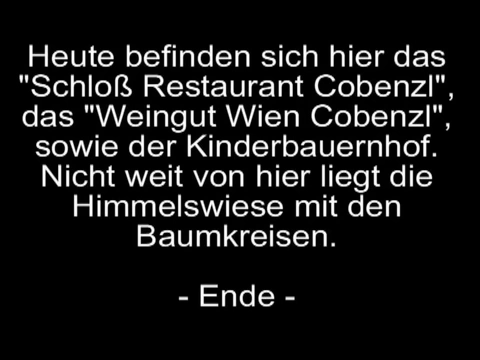 Heute befinden sich hier das
"Schloß Restaurant Cobenzl",
das "Weingut Wien Cobenzl",
sowie der Kinderbauernhof.
Nicht weit von hier liegt die
Himmelswiese mit den
Baumkreisen.
- Ende -